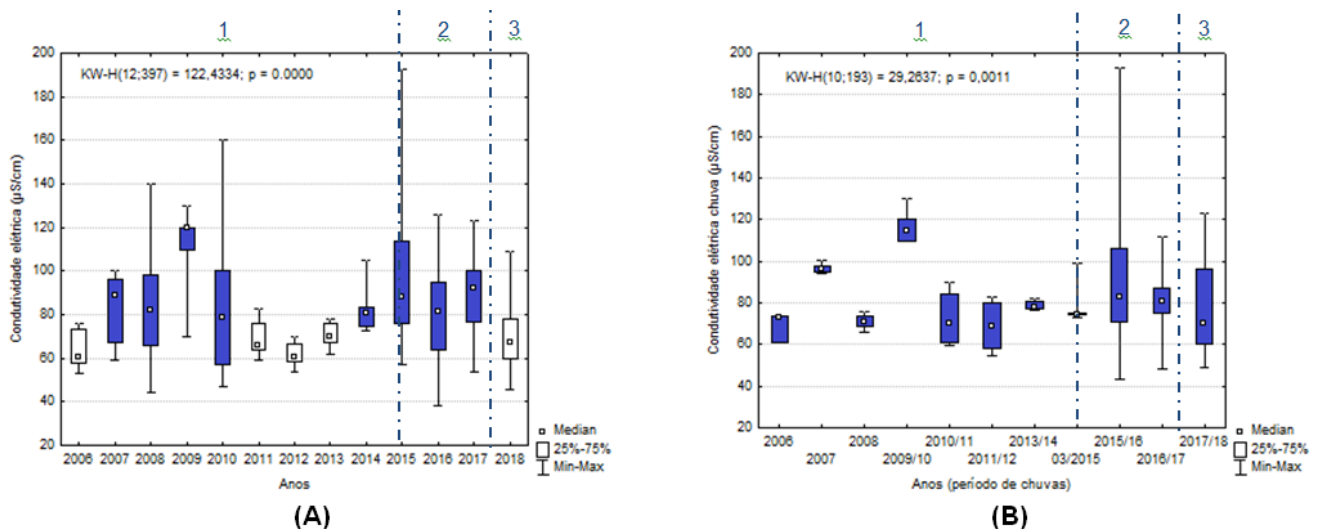 1 2 3
200
180
160
140
120
100
80
60
40
20
Condutividade elétrica (µS/cm)
KW-H(12;397) = 122,4334; p = 0.0000
2006 2007 2008 2009 2010 2011 2012 2013 2014 2015 2016 2017 2018
Anos
Median
25%-75%
Min-Max
(A)
1 2 3
200
180
160
140
120
100
80
60
40
20
Condutividade elétrica chuva (µS/cm)
KW-H(10;193) = 29,2637; p = 0,0011
2006 2008 2010/11 2013/14 2015/16 2017/18
2007 2009/10 2011/12 03/2015 2016/17
Anos (período de chuvas)
Median
25%-75%
Min-Max
(B)